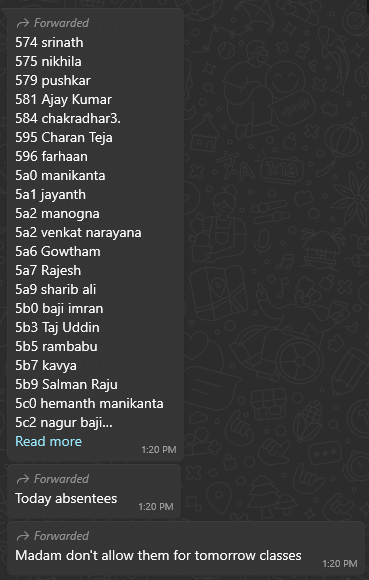 Forwarded
574 srinath
575 nikhila
579 pushkar
581 Ajay Kumar
584 chakradhar3.
595 Charan Teja
596 farhaan
5a0 manikanta
5a1 jayanth
5a2 manogna
5a2 venkat narayana
5a6 Gowtham
5a7 Rajesh
5a9 sharib ali
5b0 baji imran
5b3 Taj Uddin
5b5 rambabu
5b7 kavya
5b9 Salman Raju
5c0 hemanth manikanta
5c2 nagur baji...
Read more
1:20 PM
Forwarded
Today absentees
1:20 PM
Forwarded
Madam don't allow them for tomorrow classes
1:20 PM